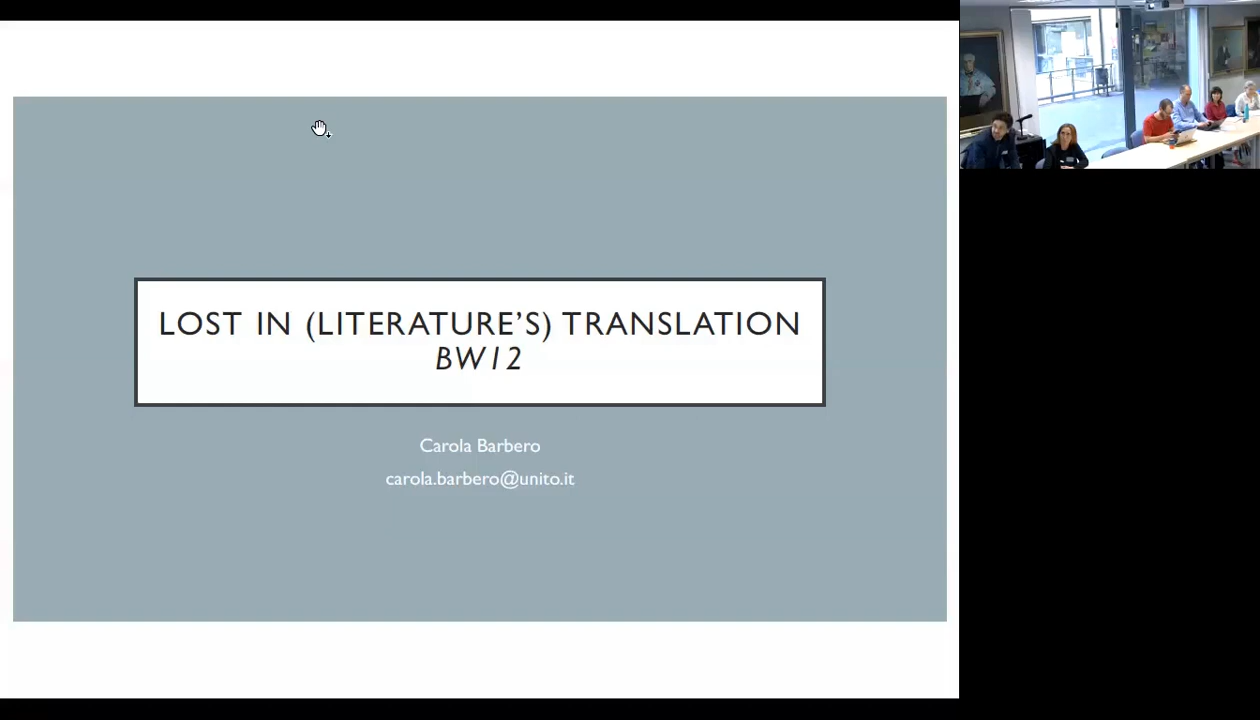 LOST IN (LITERATURE'S) TRANSLATION
BW12
Carola Barbero
carola.barbero@unito.it